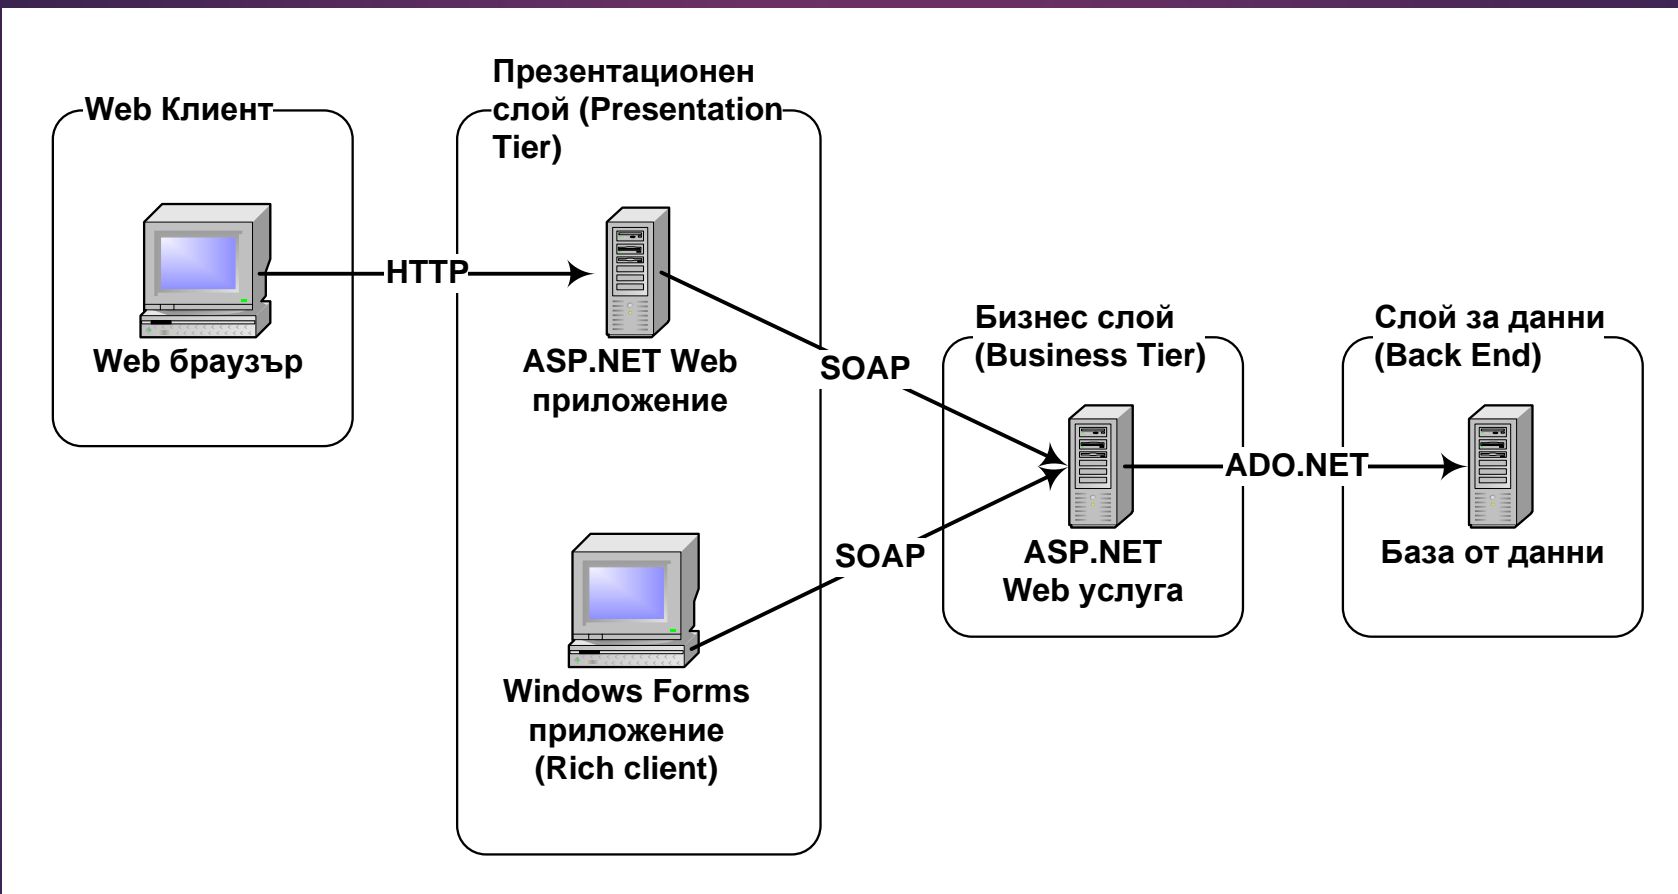 Web Клиент
Web браузър
HTTP
Презентационен
слой (Presentation
Tier)
ASP.NET Web
приложение
Windows Forms
приложение
(Rich client)
SOAP
SOAP
Бизнес слой
(Business Tier)
ASP.NET
Web услуга
ADO.NET
Слой за данни
(Back End)
База от данни